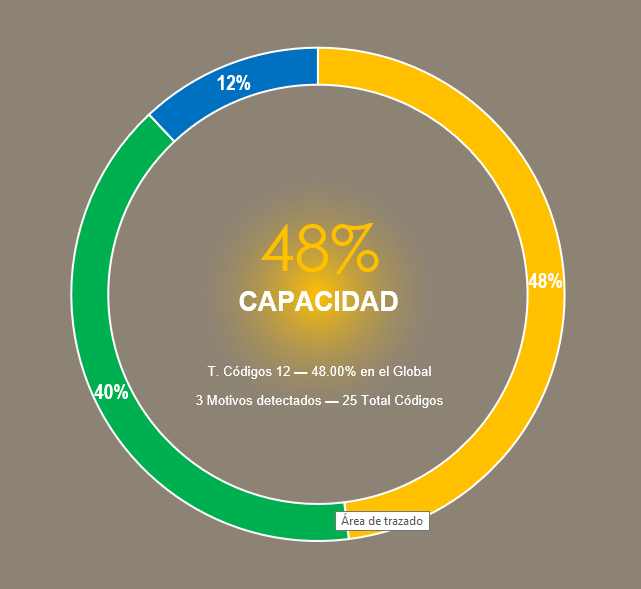 12%
48%
CAPACIDAD
48%
T. Códigos 12 — 48.00% en el Global
40%
3 Motivos detectados — 25 Total Códigos
Área de trazado